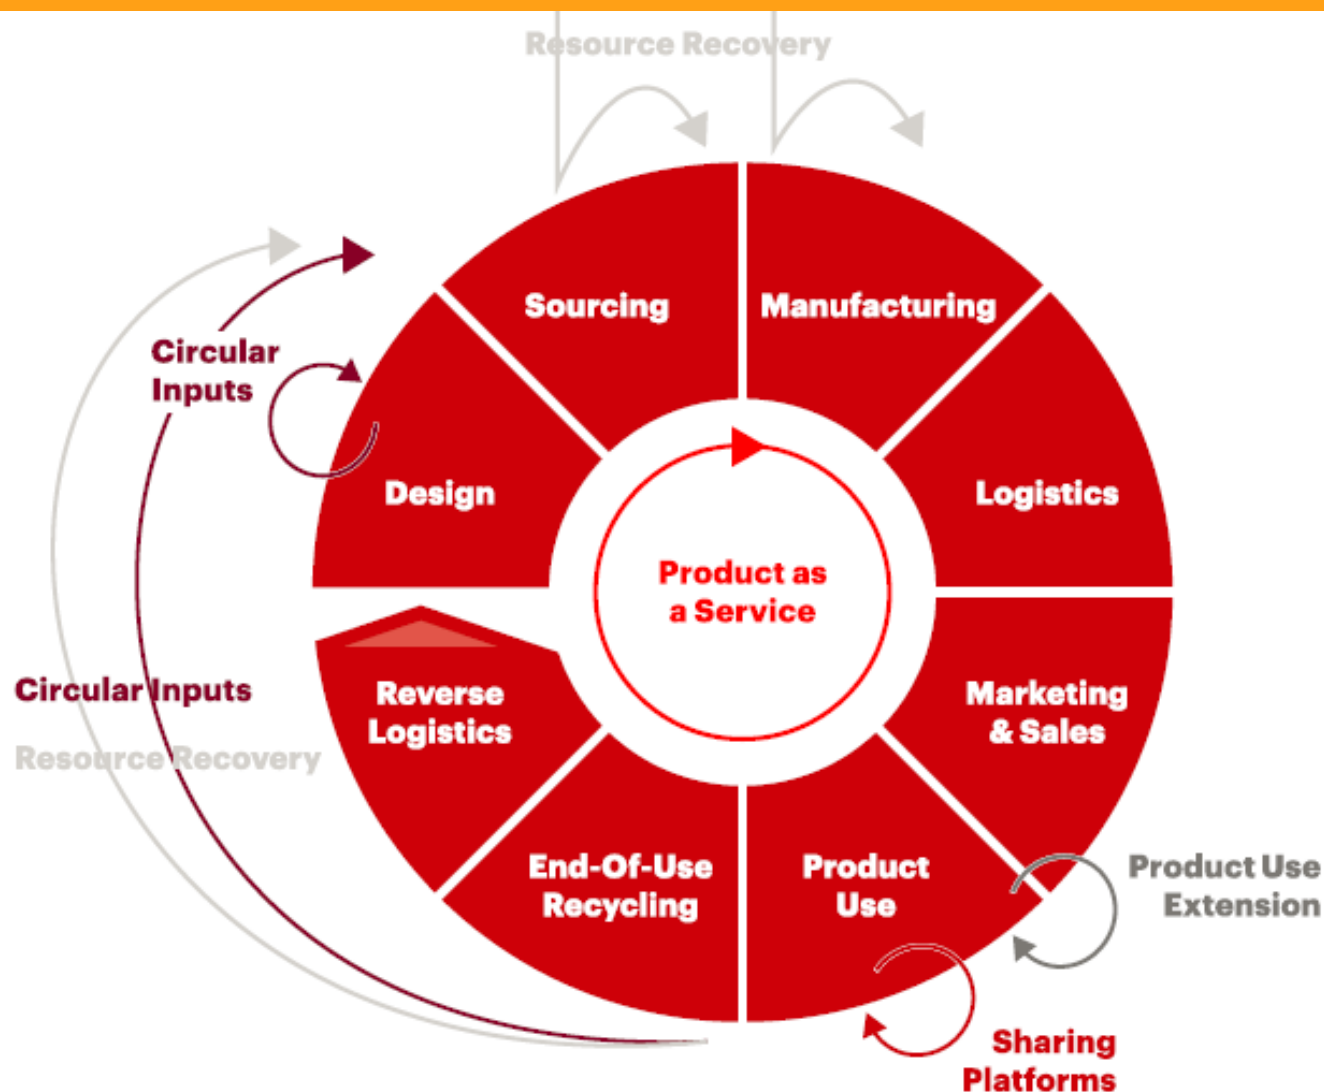 Resource Recovery
Sourcing
Manufacturing
Circular
Inputs
Design
Logistics
Product as
a Service
Circular Inputs
Resource Recovery
Reverse
Logistics
Marketing
& Sales
End-Of-Use
Recycling
Product
Use
Product Use
Extension
Sharing
Platforms